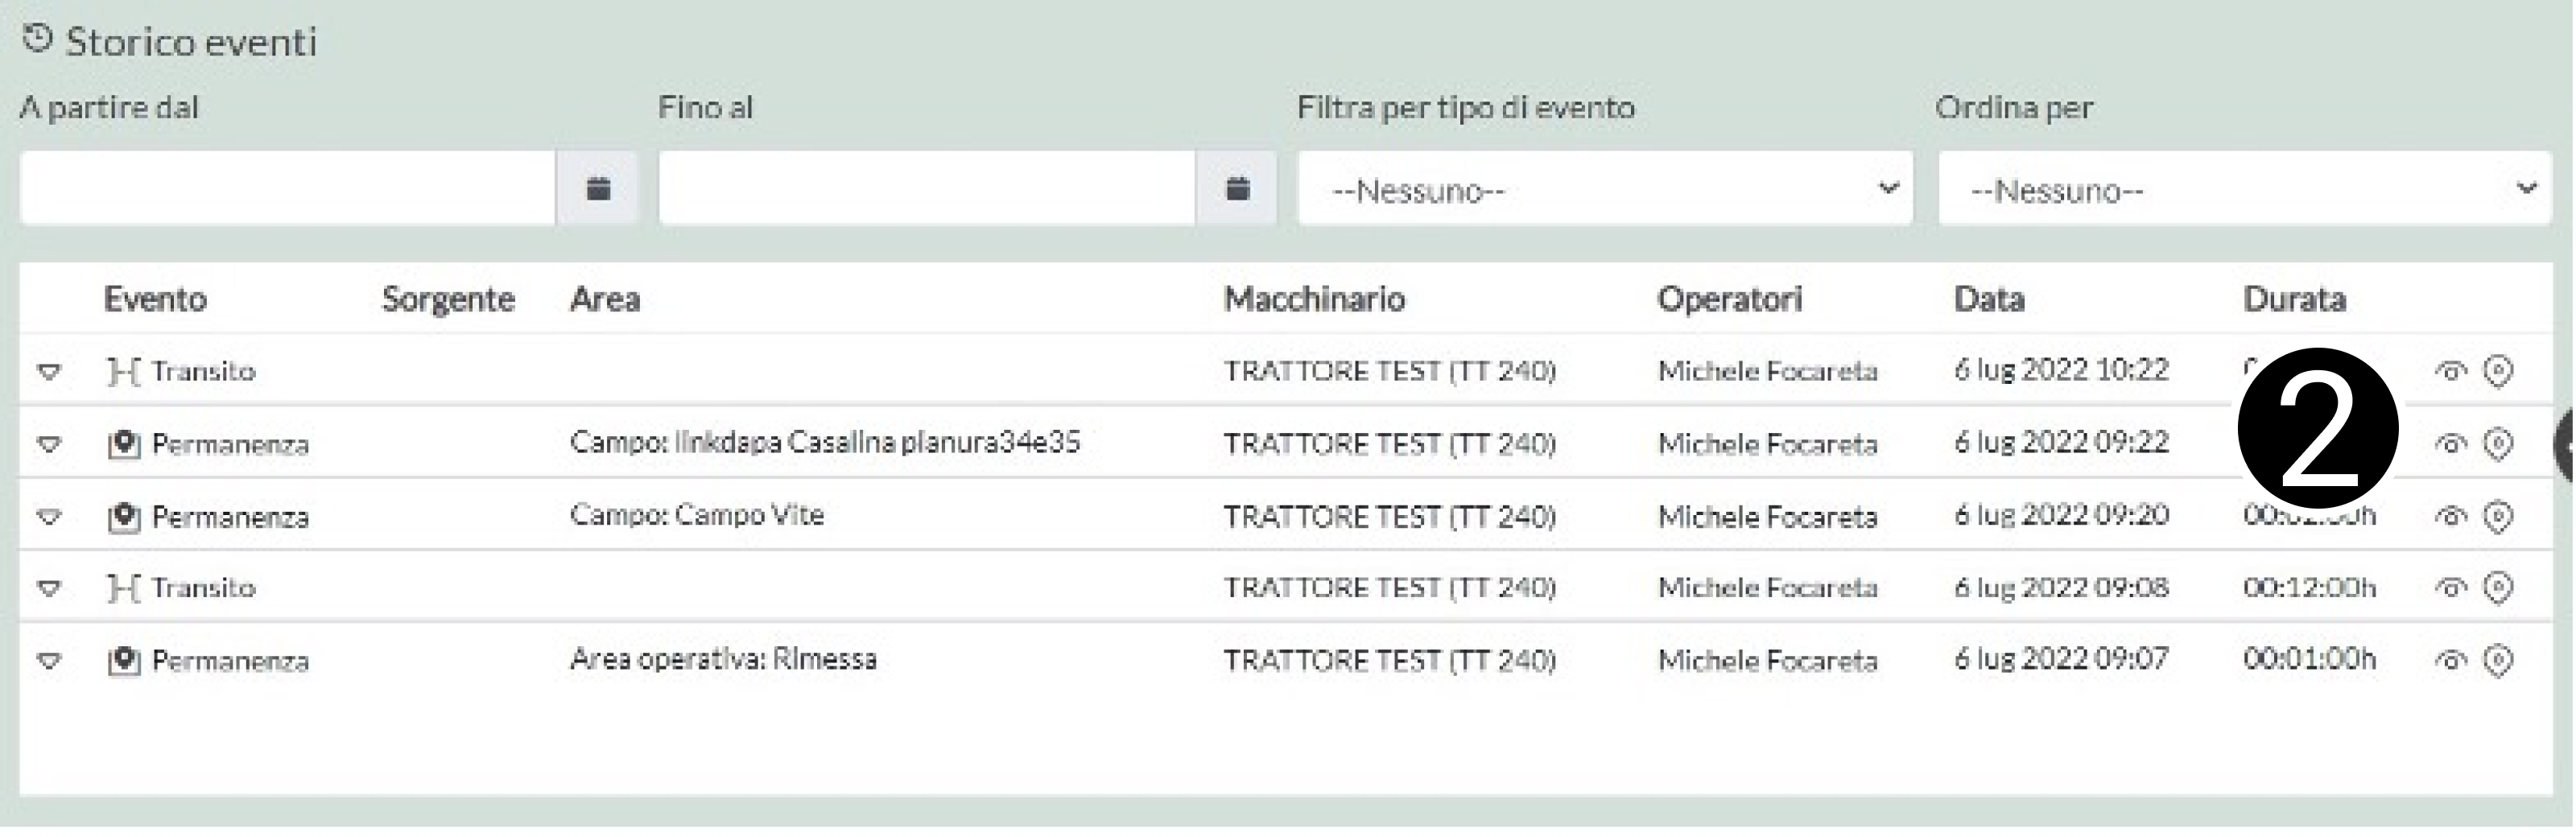 Storico eventi
A partire dal Fino al Filtra per tipo di evento Ordina per
--Nessuno-- --Nessuno--
Evento Sorgente Area Macchinario Operatori Data Durata
Transito TRATTORE TEST (TT 240) Michele Focareta 6 lug 2022 10:22
Permanenza Campo: linkdapa Casalina pianura34e35 TRATTORE TEST (TT 240) Michele Focareta 6 lug 2022 09:22
2
Permanenza Campo: Campo Vite TRATTORE TEST (TT 240) Michele Focareta 6 lug 2022 09:20
Transito TRATTORE TEST (TT 240) Michele Focareta 6 lug 2022 09:08 00:12:00h
Permanenza Area operativa: Rimessa TRATTORE TEST (TT 240) Michele Focareta 6 lug 2022 09:07 00:01:00h